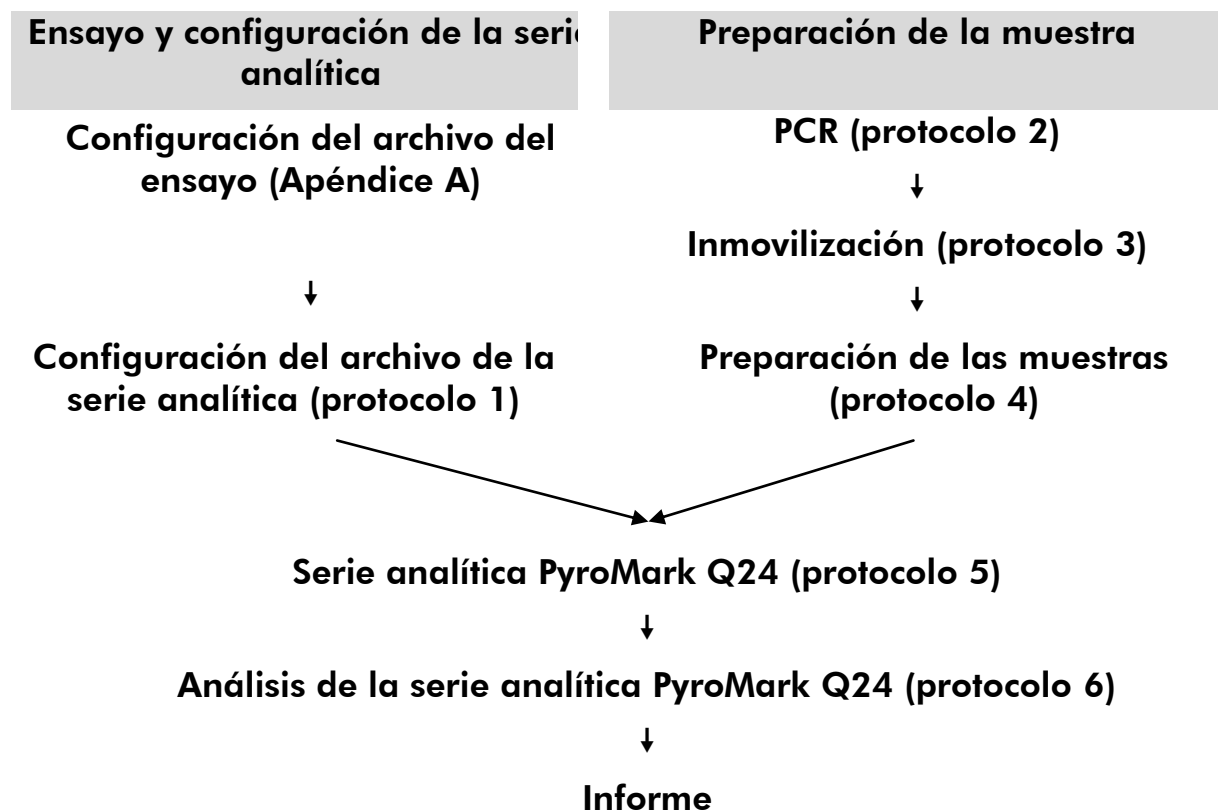 Ensayo y configuración de la seri
analítica
Configuración del archivo del
ensayo (Apéndice A)
Configuración del archivo de la
serie analítica (protocolo 1)
Preparación de la muestra
PCR (protocolo 2)
Inmovilización (protocolo 3)
Preparación de las muestras
(protocolo 4)
Serie analítica PyroMark Q24 (protocolo 5)
Análisis de la serie analítica PyroMark Q24 (protocolo 6)
Informe